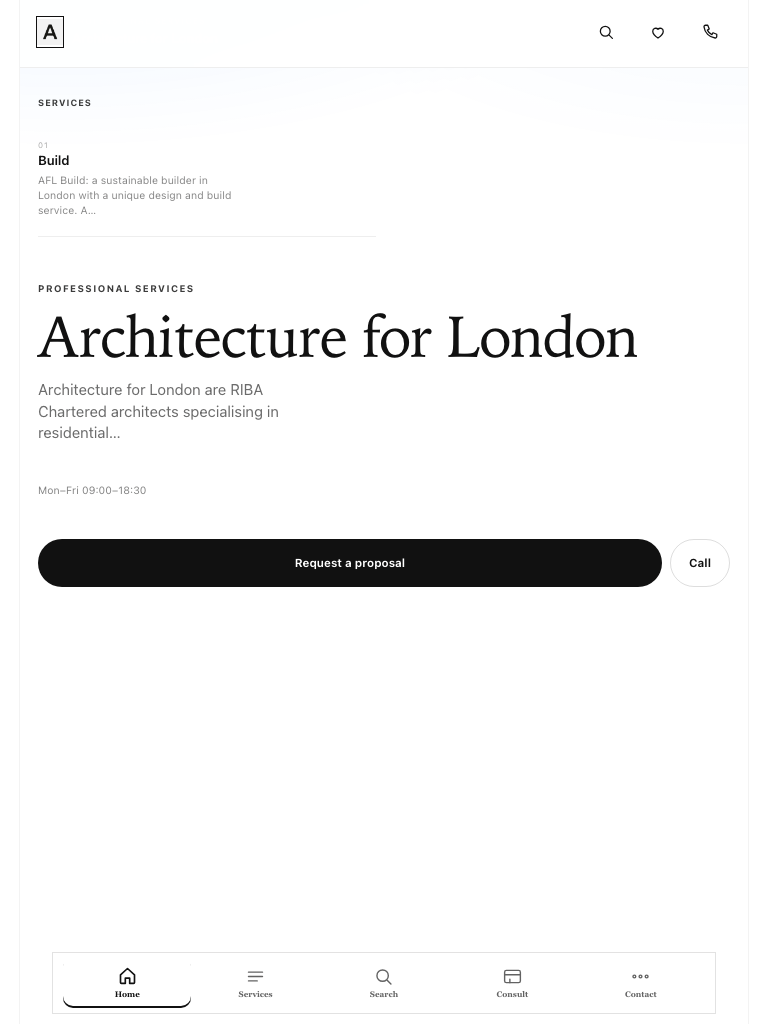 A
SERVICES
01
Build
AFL Build: a sustainable builder in
London with a unique design and build
service. A...
PROFESSIONAL SERVICES
Architecture for London
Architecture for London are RIBA
Chartered architects specialising in
residential...
Mon–Fri 09:00–18:30
Request a proposal
Call
Home
Services
Search
Consult
Contact